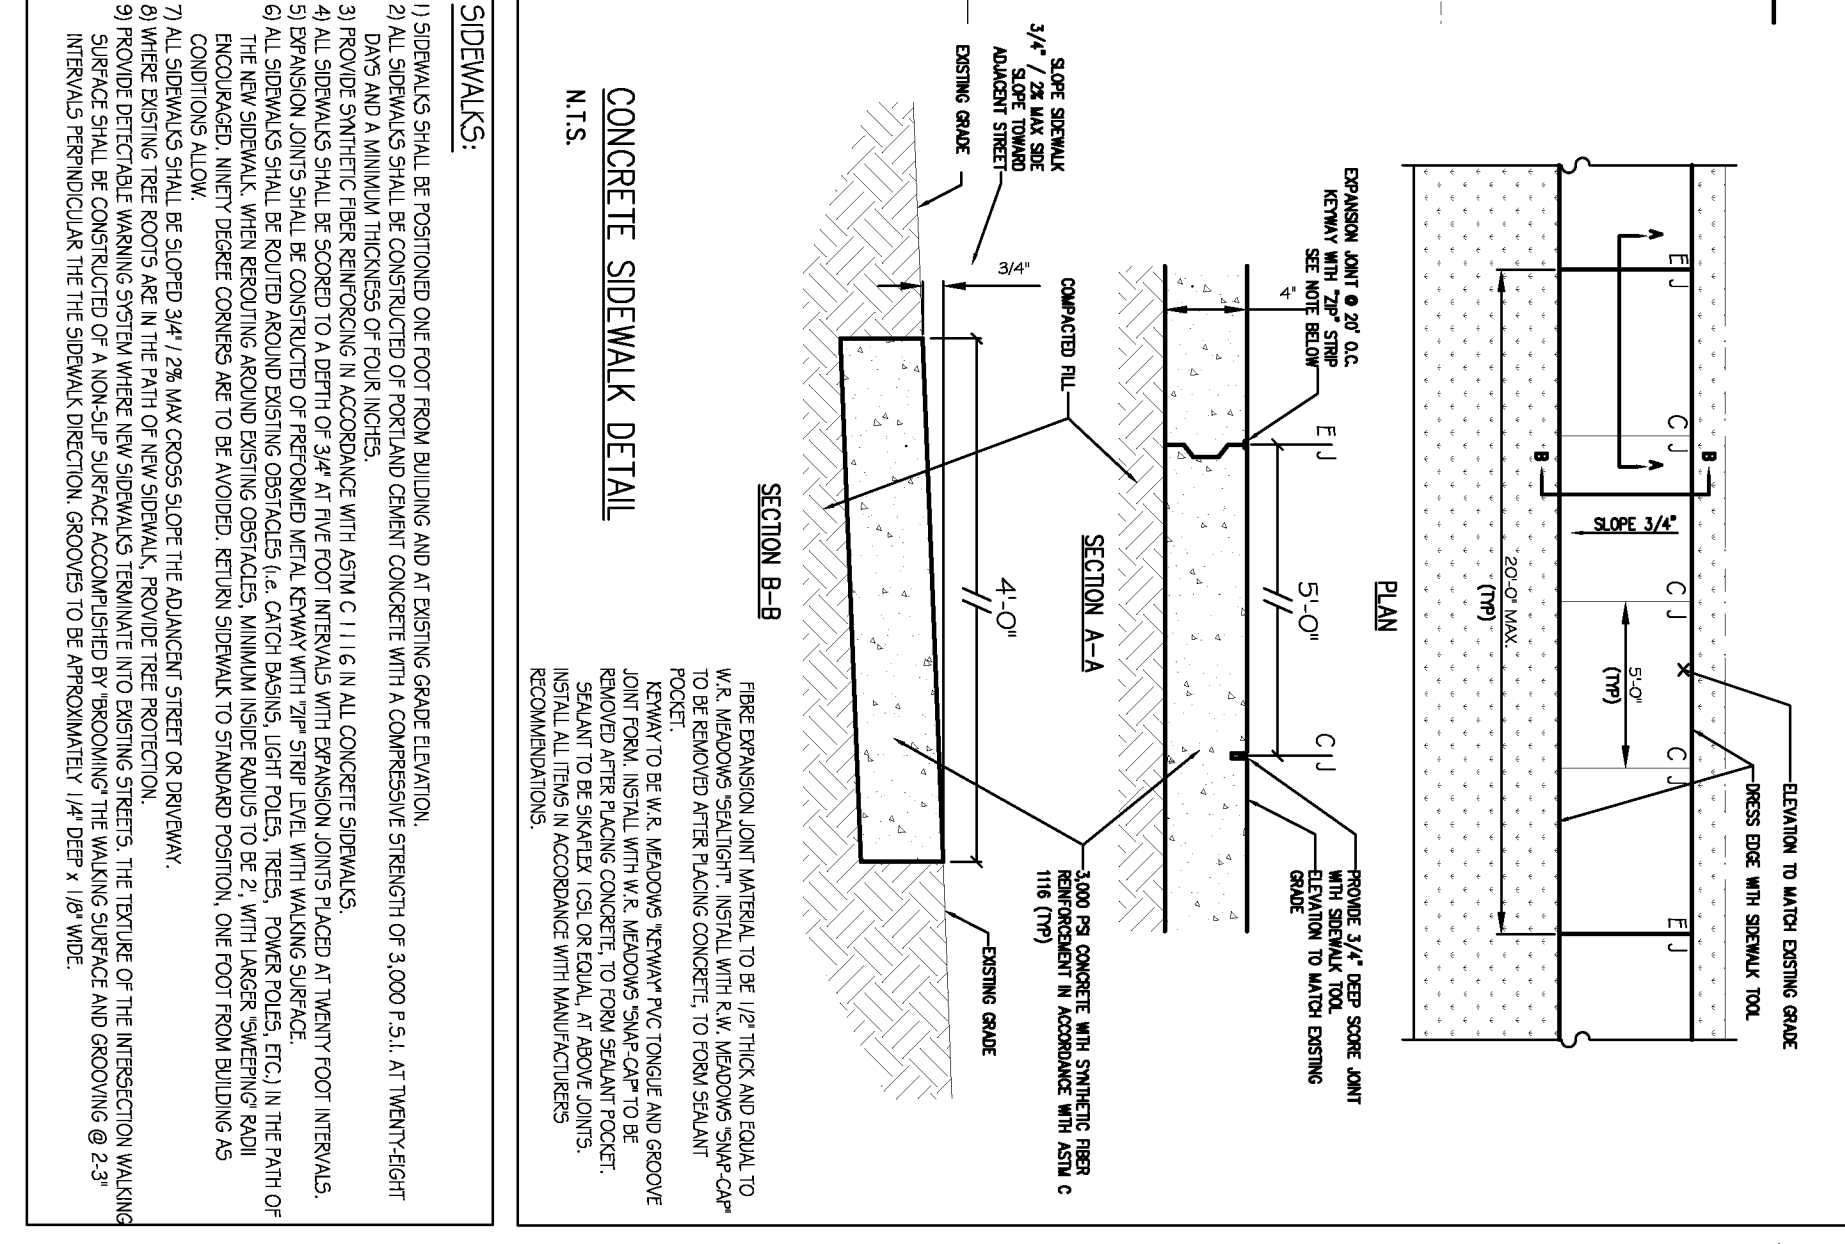 ELEVATION TO MATCH EXISTING GRADE
DRESS EDGE WITH SIDEWALK TOOL
E J
C J
C J
C J
E J
A
A
B
B
SLOPE 3/4"
5'-0"
(TYP)
20'-0" MAX.
(TYP)
PLAN
EXPANSION JOINT @ 20' O.C.
KEYWAY WITH "ZIP" STRIP
SEE NOTE BELOW
E J
5'-0"
C J
4"
PROVIDE 3/4" DEEP SCORE JOINT
WITH SIDEWALK TOOL
ELEVATION TO MATCH EXISTING
GRADE
SECTION A-A
COMPACTED FILL
3,000 PSI CONCRETE WITH SYNTHETIC FIBER
REINFORCEMENT IN ACCORDANCE WITH ASTM C
1116 (TYP)
SLOPE SIDEWALK
3/4" / 2% MAX SIDE
SLOPE TOWARD
ADJACENT STREET
EXISTING GRADE
3/4"
4'-0"
EXISTING GRADE
SECTION B-B
FIBRE EXPANSION JOINT MATERIAL TO BE 1/2" THICK AND EQUAL TO
W.R. MEADOWS "SEALTIGHT". INSTALL WITH R.W. MEADOWS "SNAP-CAP"
TO BE REMOVED AFTER PLACING CONCRETE, TO FORM SEALANT
POCKET.
KEYWAY TO BE W.R. MEADOWS "KEYWAY" PVC TONGUE AND GROOVE
JOINT FORM. INSTALL WITH W.R. MEADOWS "SNAP-CAP" TO BE
REMOVED AFTER PLACING CONCRETE, TO FORM SEALANT POCKET.
SEALANT TO BE SIKAFLEX 1CSL OR EQUAL, AT ABOVE JOINTS.
INSTALL ALL ITEMS IN ACCORDANCE WITH MANUFACTURER'S
RECOMMENDATIONS.
CONCRETE SIDEWALK DETAIL
N.T.S.
SIDEWALKS:
1) SIDEWALKS SHALL BE POSITIONED ONE FOOT FROM BUILDING AND AT EXISTING GRADE ELEVATION.
2) ALL SIDEWALKS SHALL BE CONSTRUCTED OF PORTLAND CEMENT CONCRETE WITH A COMPRESSIVE STRENGTH OF 3,000 P.S.I. AT TWENTY-EIGHT
DAYS AND A MINIMUM THICKNESS OF FOUR INCHES.
3) PROVIDE SYNTHETIC FIBER REINFORCING IN ACCORDANCE WITH ASTM C 1116 IN ALL CONCRETE SIDEWALKS.
4) ALL SIDEWALKS SHALL BE SCORED TO A DEPTH OF 3/4" AT FIVE FOOT INTERVALS WITH EXPANSION JOINTS PLACED AT TWENTY FOOT INTERVALS.
5) EXPANSION JOINTS SHALL BE CONSTRUCTED OF PREFORMED METAL KEYWAY WITH "ZIP" STRIP LEVEL WITH WALKING SURFACE.
6) ALL SIDEWALKS SHALL BE ROUTED AROUND EXISTING OBSTACLES (i.e. CATCH BASINS, LIGHT POLES, TREES, POWER POLES, ETC.) IN THE PATH OF
THE NEW SIDEWALK. WHEN REROUTING AROUND EXISTING OBSTACLES, MINIMUM INSIDE RADIUS TO BE 2', WITH LARGER "SWEEPING" RADII
ENCOURAGED. NINETY DEGREE CORNERS ARE TO BE AVOIDED. RETURN SIDEWALK TO STANDARD POSITION, ONE FOOT FROM BUILDING AS
CONDITIONS ALLOW.
7) ALL SIDEWALKS SHALL BE SLOPED 3/4" / 2% MAX CROSS SLOPE THE ADJANCENT STREET OR DRIVEWAY.
8) WHERE EXISTING TREE ROOTS ARE IN THE PATH OF NEW SIDEWALK, PROVIDE TREE PROTECTION.
9) PROVIDE DETECTABLE WARNING SYSTEM WHERE NEW SIDEWALKS TERMINATE INTO EXISTING STREETS. THE TEXTURE OF THE INTERSECTION WALKING
SURFACE SHALL BE CONSTRUCTED OF A NON-SLIP SURFACE ACCOMPLISHED BY "BROOMING" THE WALKING SURFACE AND GROOVING @ 2-3"
INTERVALS PERPINDICULAR THE THE SIDEWALK DIRECTION. GROOVES TO BE APPROXIMATELY 1/4" DEEP x 1/8" WIDE.